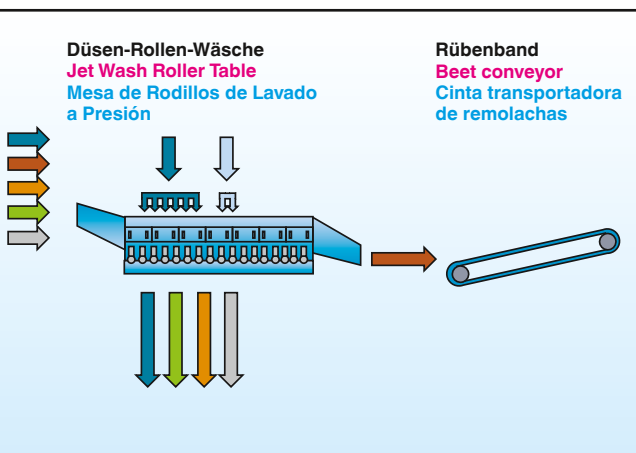 Düsen-Rollen-Wäsche
Jet Wash Roller Table
Mesa de Rodillos de Lavado
a Presión
Rübenband
Beet conveyor
Cinta transportadora
de remolachas